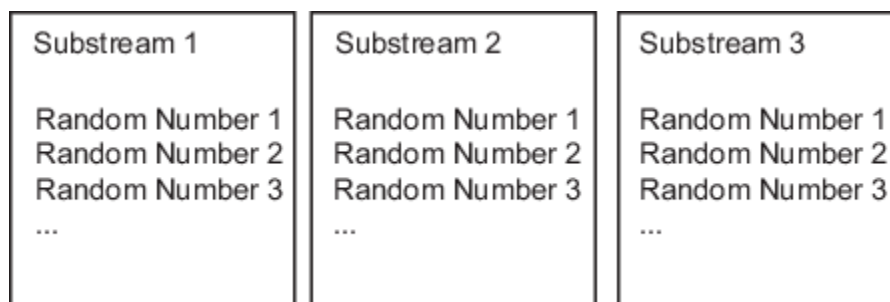 Substream 1
Random Number 1
Random Number 2
Random Number 3
...
Substream 2
Random Number 1
Random Number 2
Random Number 3
...
Substream 3
Random Number 1
Random Number 2
Random Number 3
...